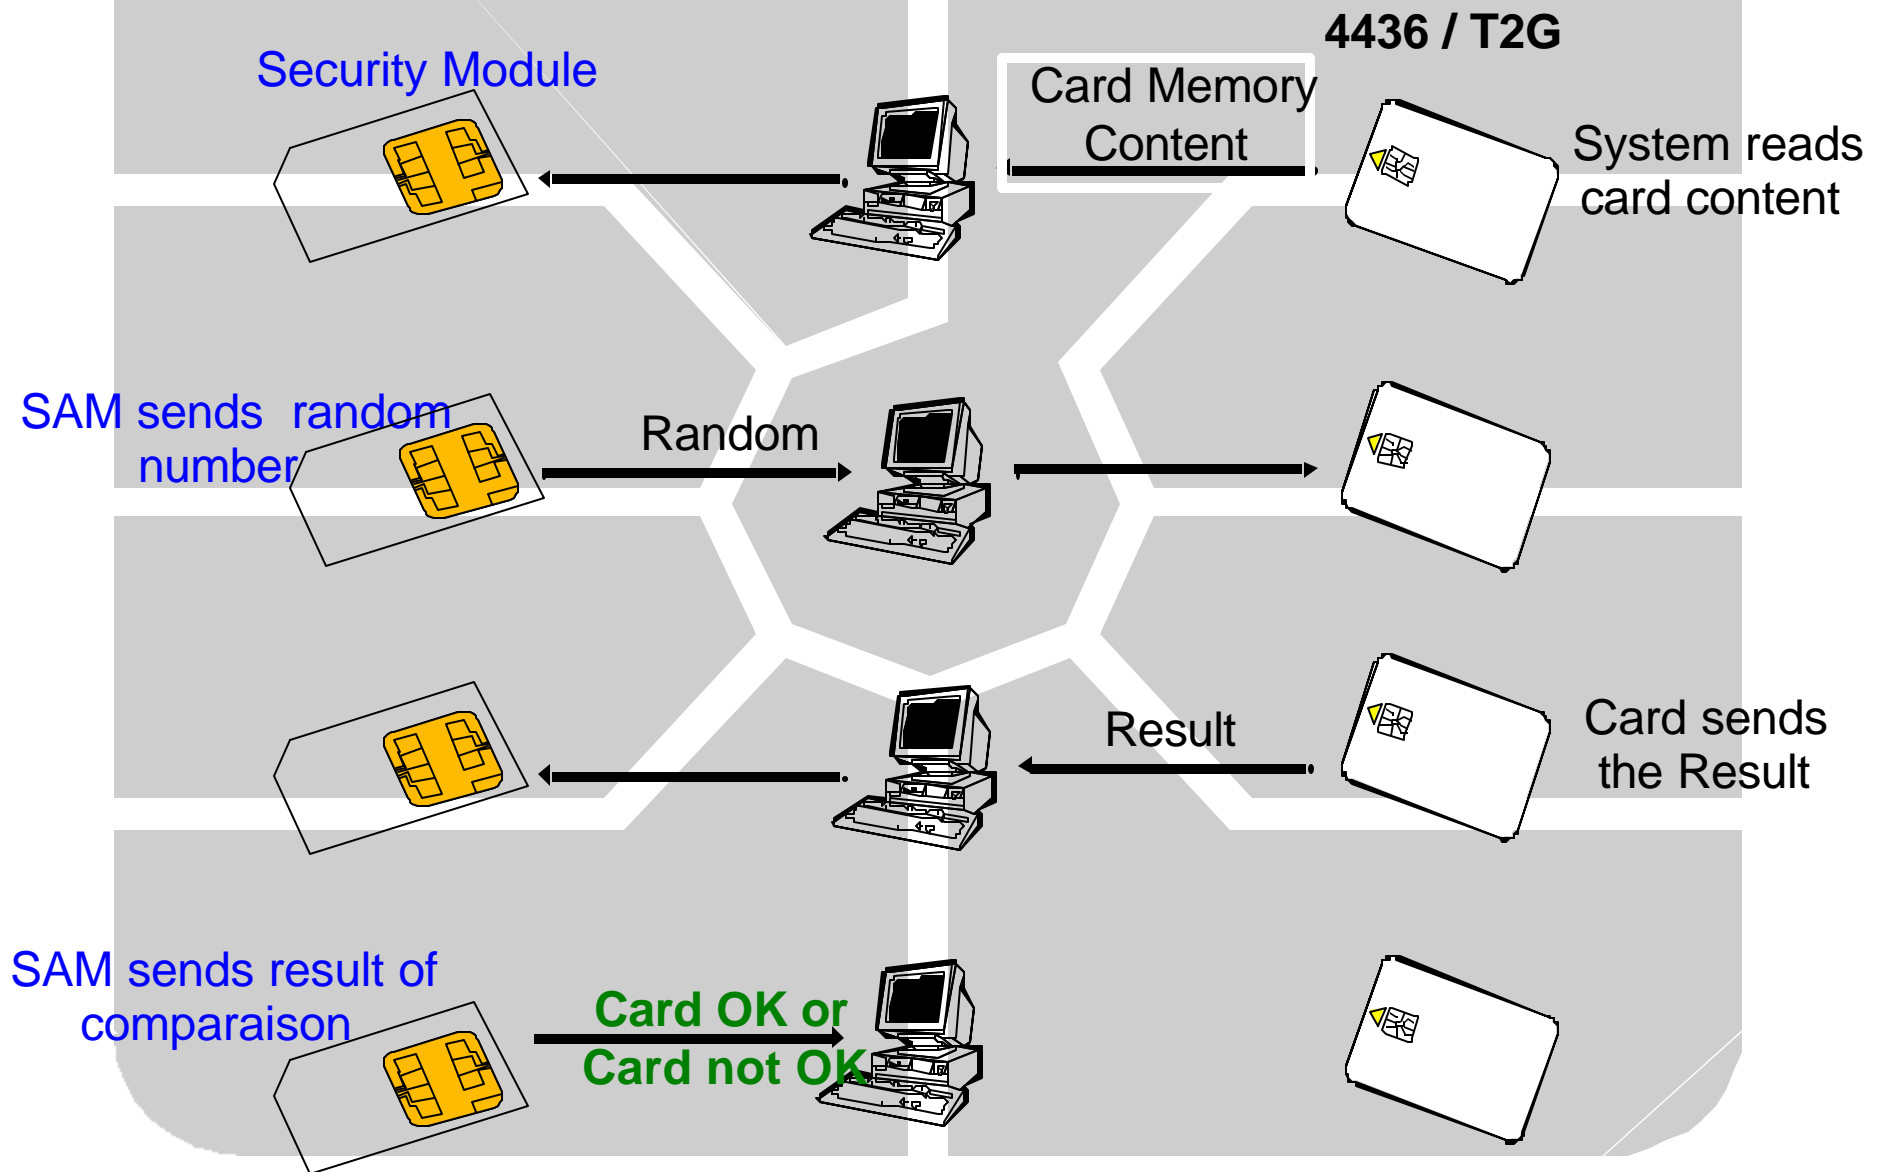 4436 / T2G
Security Module
Card Memory
Content
System reads
card content
SAM sends  random
number
Random
Result
Card sends
the Result
SAM sends result of
comparaison
Card OK or
Card not OK